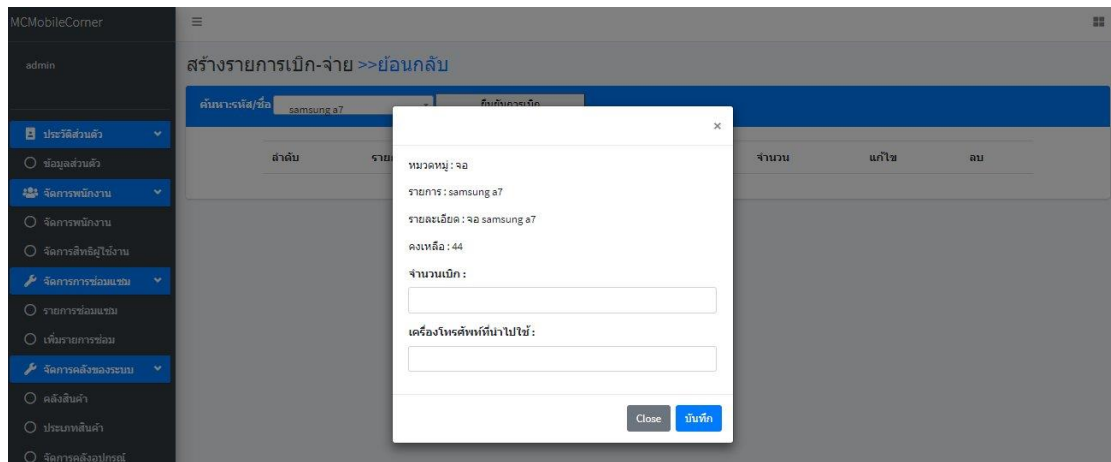 MCMobileCorner
admin
ประวัติส่วนตัว
ข้อมูลส่วนตัว
จัดการพนักงาน
จัดการพนักงาน
จัดการสิทธิผู้ใช้งาน
จัดการการซ่อมแซม
รายการซ่อมแซม
เพิ่มรายการซ่อม
จัดการคลังของระบบ
คลังสินค้า
ประเภทสินค้า
จัดการคลังอุปกรณ์
สร้างรายการเบิก-จ่าย >>ย้อนกลับ
ค้นหา:รหัส/ชื่อ samsung a7 ยืนยันการเบิก
ลำดับ จำนวน แก้ไข ลบ
×
หมวดหมู่ : จอ
รายการ : samsung a7
รายละเอียด : จอ samsung a7
คงเหลือ : 44
จำนวนเบิก :
เครื่องโทรศัพท์ที่นำไปใช้ :
Close บันทึก